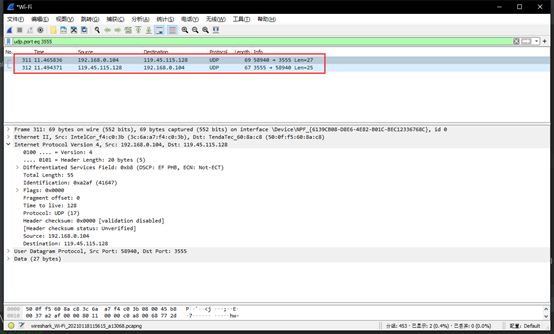 *Wi-Fi
文件(F) 编辑(E) 视图(V) 跳转(G) 捕获(C) 分析(A) 统计(S) 电话(Y) 无线(W) 工具(T) 帮助(H)
udp.port eq 3555
No. Time Source Destination Protocol Length Info
311 11.465836 192.168.0.104 119.45.115.128 UDP 69 58940 → 3555 Len=27
312 11.494371 119.45.115.128 192.168.0.104 UDP 67 3555 → 58940 Len=25
Frame 311: 69 bytes on wire (552 bits), 69 bytes captured (552 bits) on interface \Device\NPF_{6139CB08-D8E6-4E82-B01C-BEC12336768C}, id 0
Ethernet II, Src: IntelCor_f4:c0:3b (3c:6a:a7:f4:c0:3b), Dst: TendaTec_60:8a:c8 (50:0f:f5:60:8a:c8)
Internet Protocol Version 4, Src: 192.168.0.104, Dst: 119.45.115.128
0100 .... = Version: 4
.... 0101 = Header Length: 20 bytes (5)
Differentiated Services Field: 0xb8 (DSCP: EF PHB, ECN: Not-ECT)
Total Length: 55
Identification: 0xa2af (41647)
Flags: 0x0000
Fragment offset: 0
Time to live: 128
Protocol: UDP (17)
Header checksum: 0x0000 [validation disabled]
[Header checksum status: Unverified]
Source: 192.168.0.104
Destination: 119.45.115.128
User Datagram Protocol, Src Port: 58940, Dst Port: 3555
Data (27 bytes)
0000 50 0f f5 60 8a c8 3c 6a a7 f4 c0 3b 08 00 45 b8 P··`··<j ···;··E·
0010 00 37 a2 af 00 00 80 11 00 00 c0 a8 00 68 77 2d ·7······ ·····hw-
wireshark_Wi-Fi_20210118115615_a13068.pcapng
分组: 453 · 已显示: 2 (0.4%) · 已丢弃: 0 (0.0%)
配置: Default